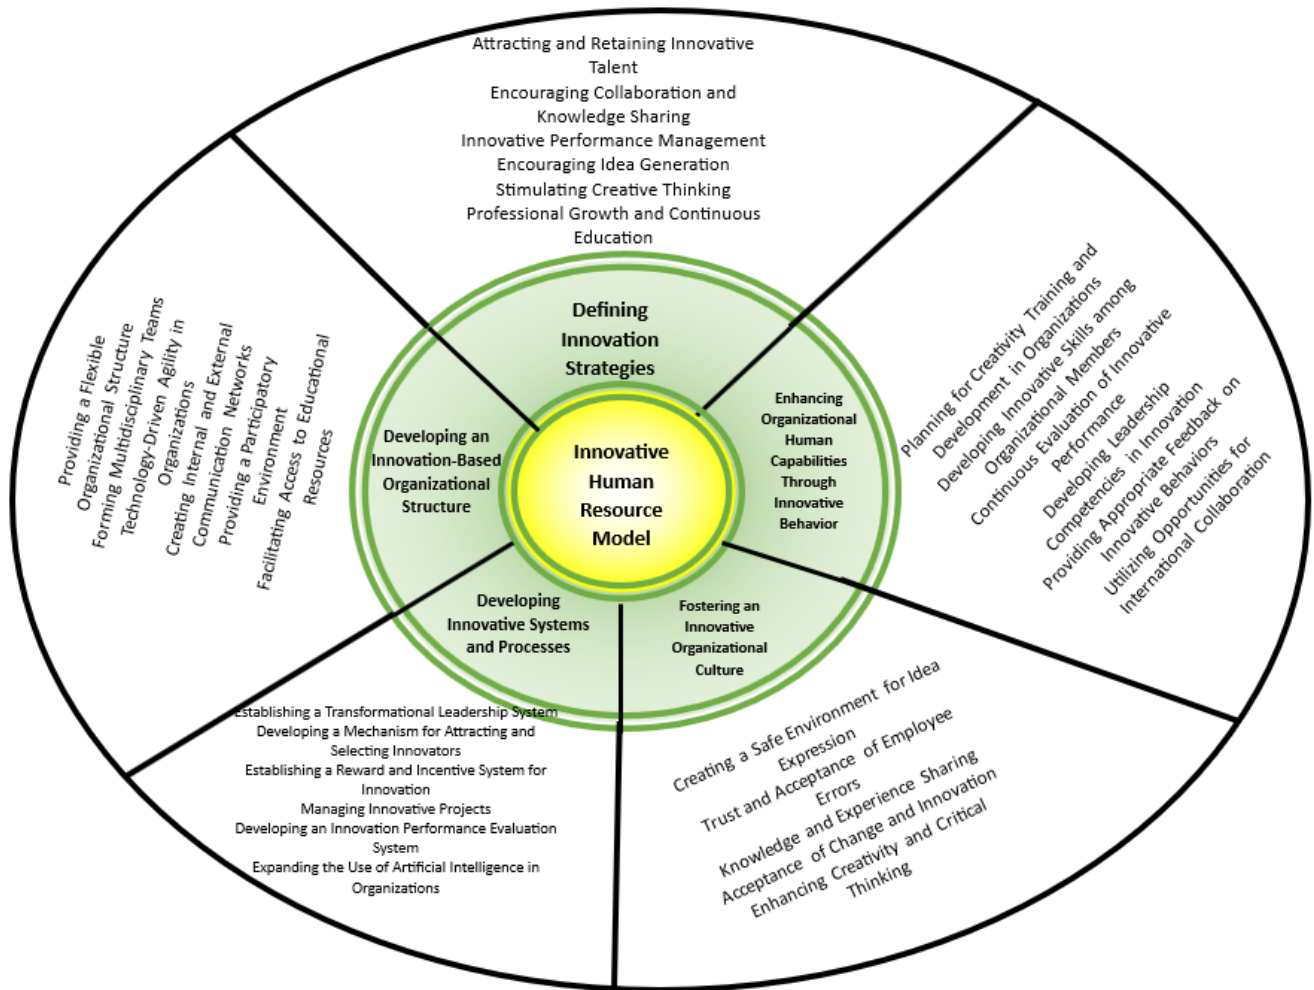 Attracting and Retaining Innovative
Talent
Encouraging Collaboration and
Knowledge Sharing
Innovative Performance Management
Encouraging Idea Generation
Stimulating Creative Thinking
Professional Growth and Continuous
Education
Defining
Innovation
Strategies
Planning for Creativity Training and
Development in Organizations
Developing Innovative Skills among
Organizational Members
Continuous Evaluation of Innovative
Performance
Developing Leadership
Competencies in Innovation
Providing Appropriate Feedback on
Innovative Behaviors
Utilizing Opportunities for
International Collaboration
Enhancing
Organizational
Human
Capabilities
Through
Innovative
Behavior
Providing a Flexible
Organizational Structure
Forming Multidisciplinary Teams
Technology-Driven Agility in
Organizations
Creating Internal and External
Communication Networks
Providing a Participatory
Environment
Facilitating Access to Educational
Resources
Developing an
Innovation-Based
Organizational
Structure
Innovative
Human
Resource
Model
Developing
Innovative Systems
and Processes
Fostering an
Innovative
Organizational
Culture
Establishing a Transformational Leadership System
Developing a Mechanism for Attracting and
Selecting Innovators
Establishing a Reward and Incentive System for
Innovation
Managing Innovative Projects
Developing an Innovation Performance Evaluation
System
Expanding the Use of Artificial Intelligence in
Organizations
Creating a Safe Environment for Idea
Expression
Trust and Acceptance of Employee
Errors
Knowledge and Experience Sharing
Acceptance of Change and Innovation
Enhancing Creativity and Critical
Thinking